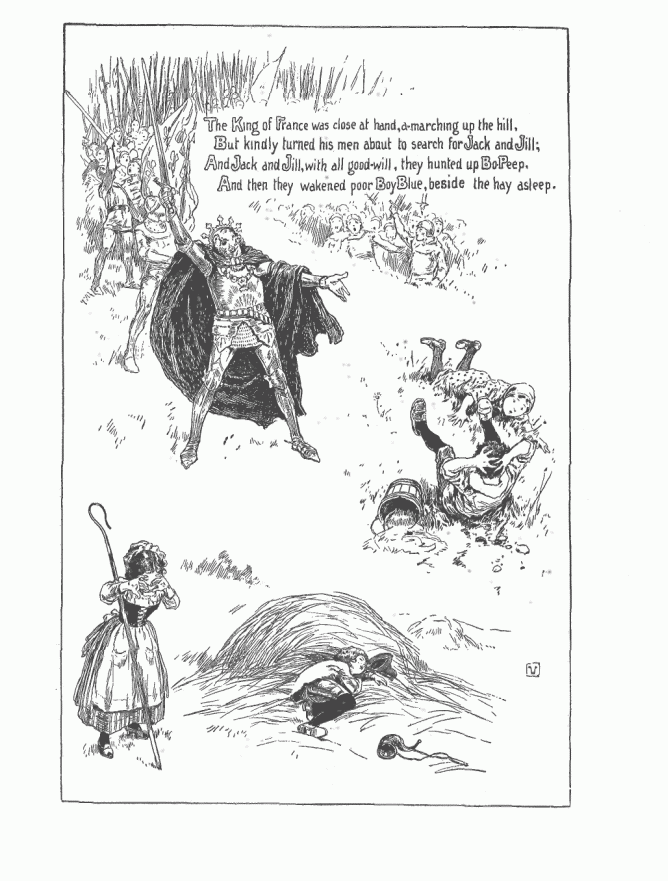 The King of France was close at hand, a-marching up the hill,
But kindly turned his men about to search for Jack and Jill;
And Jack and Jill, with all good-will, they hunted up Bo-Peep.
And then they wakened poor Boy Blue, beside the hay asleep.